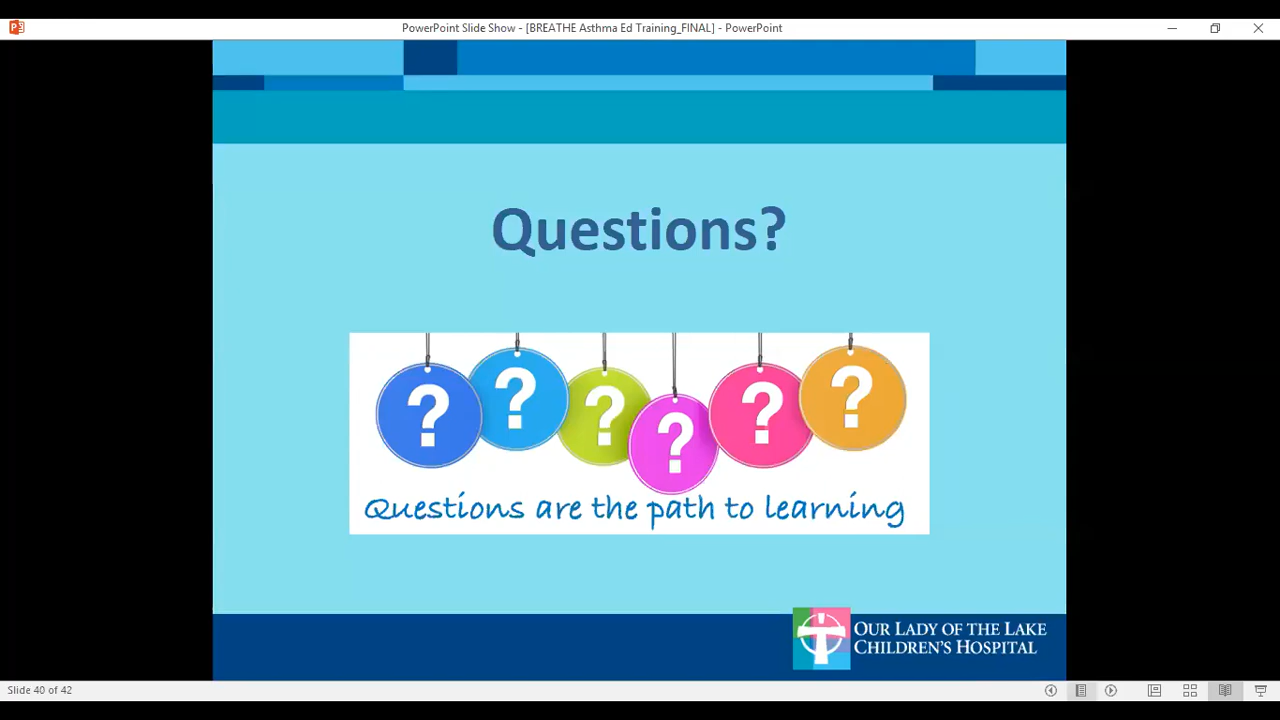 PowerPoint Slide Show - [BREATHE Asthma Ed Training_FINAL] - PowerPoint
Questions?
? ? ? ? ? ?
Questions are the path to learning
OUR LADY OF THE LAKE
CHILDREN'S HOSPITAL
Slide 40 of 42